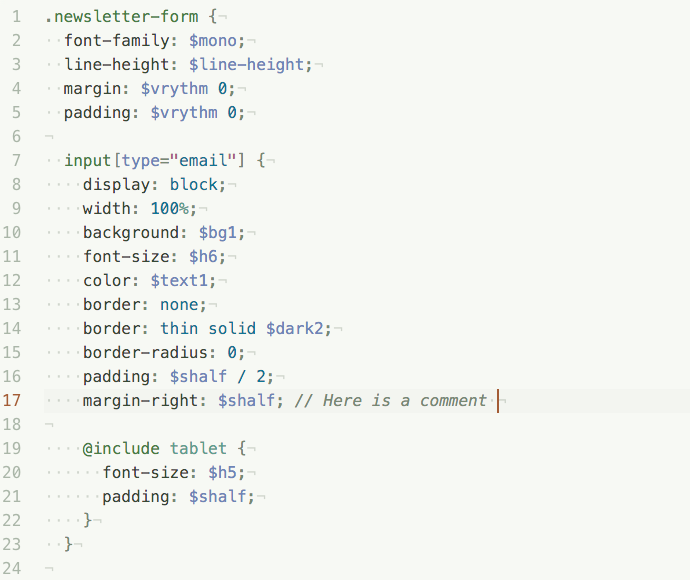 1 .newsletter-form {
2   font-family: $mono;
3   line-height: $line-height;
4   margin: $vrythm 0;
5   padding: $vrythm 0;
6
7   input[type="email"] {
8     display: block;
9     width: 100%;
10     background: $bg1;
11     font-size: $h6;
12     color: $text1;
13     border: none;
14     border: thin solid $dark2;
15     border-radius: 0;
16     padding: $shalf / 2;
17     margin-right: $shalf; // Here is a comment
18
19     @include tablet {
20       font-size: $h5;
21       padding: $shalf;
22     }
23   }
24